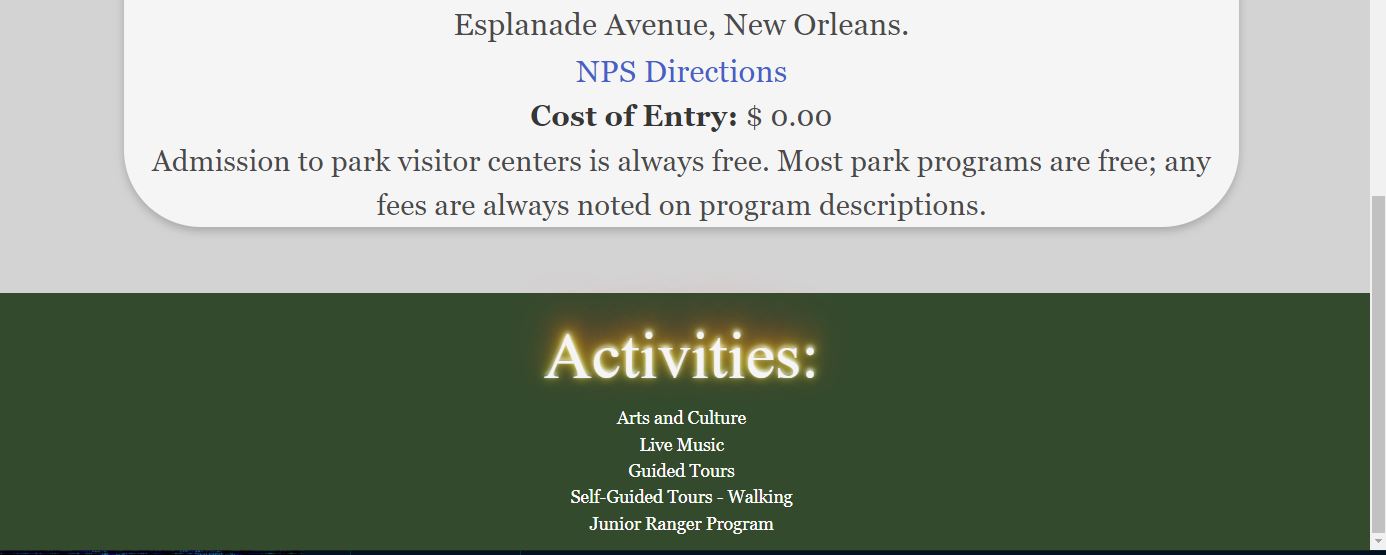 Esplanade Avenue, New Orleans.
NPS Directions
Cost of Entry: $ 0.00
Admission to park visitor centers is always free. Most park programs are free; any
fees are always noted on program descriptions.
Activities:
Arts and Culture
Live Music
Guided Tours
Self-Guided Tours - Walking
Junior Ranger Program